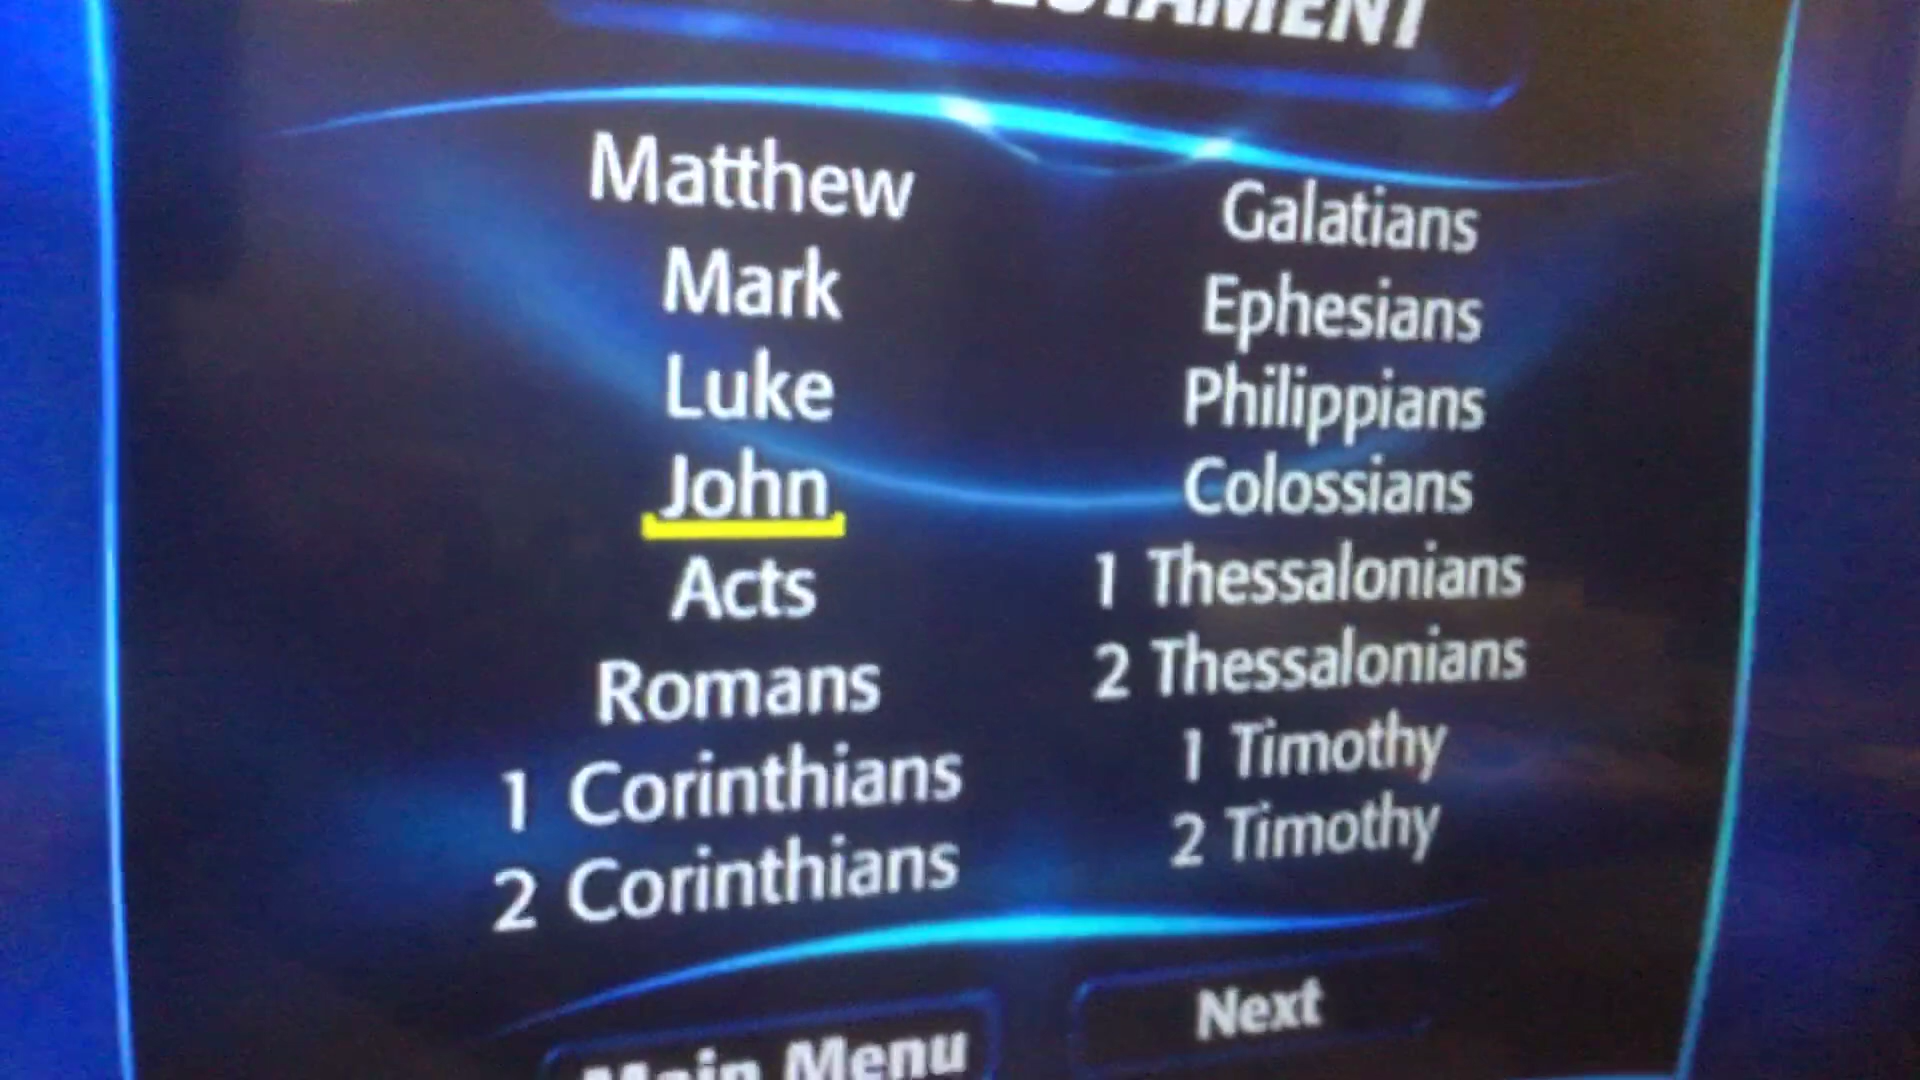 TESTAMENT
Matthew
Mark
Luke
John
Acts
Romans
1 Corinthians
2 Corinthians
Galatians
Ephesians
Philippians
Colossians
1 Thessalonians
2 Thessalonians
1 Timothy
2 Timothy
Main Menu
Next